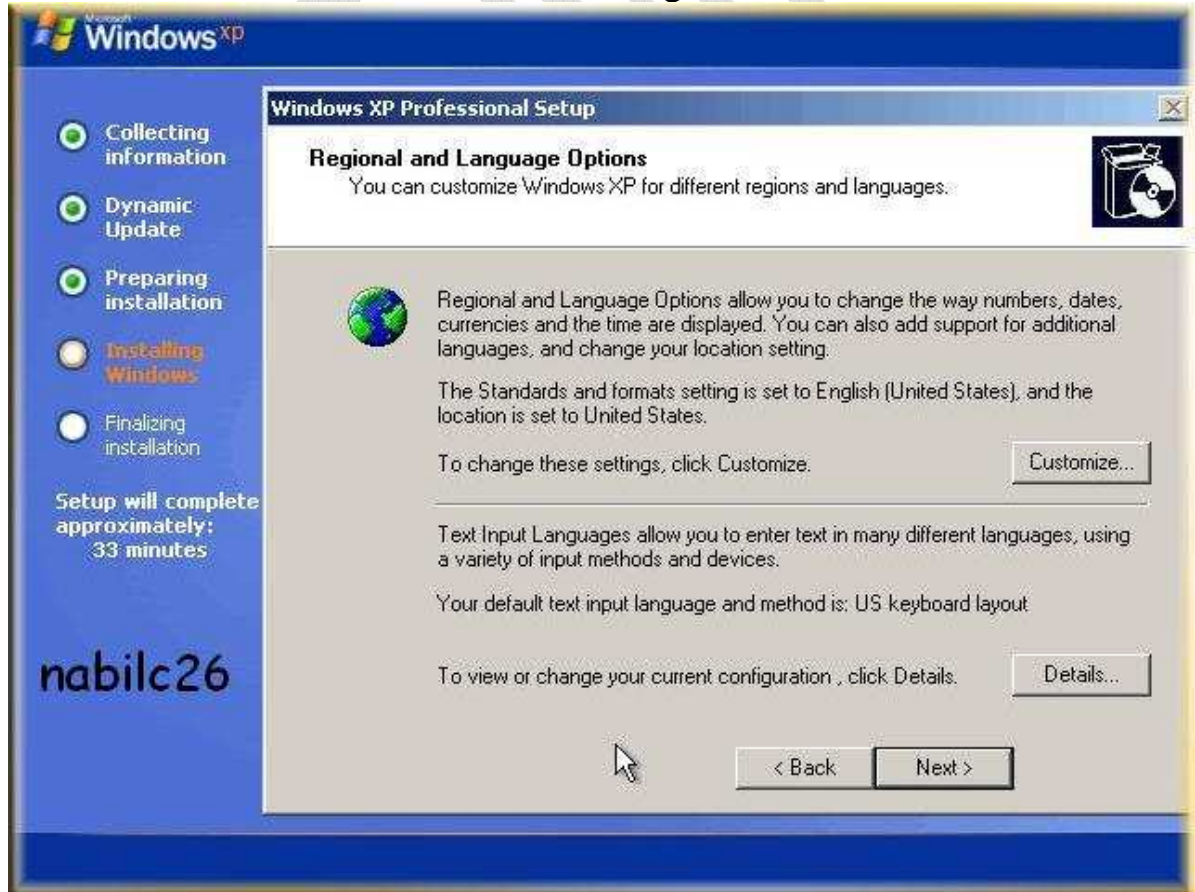 Microsoft
Windows xp
Collecting
information
Dynamic
Update
Preparing
installation
Installing
Windows
Finalizing
installation
Setup will complete
approximately:
33 minutes
nabilc26
Windows XP Professional Setup
Regional and Language Options
You can customize Windows XP for different regions and languages.
Regional and Language Options allow you to change the way numbers, dates,
currencies and the time are displayed. You can also add support for additional
languages, and change your location setting.
The Standards and formats setting is set to English (United States), and the
location is set to United States.
To change these settings, click Customize.
Customize...
Text Input Languages allow you to enter text in many different languages, using
a variety of input methods and devices.
Your default text input language and method is: US keyboard layout
To view or change your current configuration , click Details.
Details...
< Back
Next >